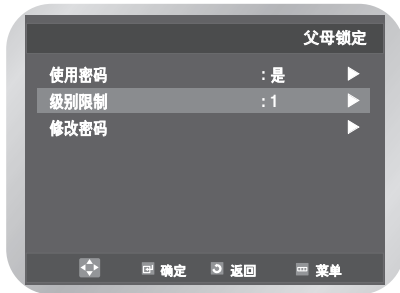 父母锁定
使用密码 : 是 ▶
级别限制 : 1 ▶
修改密码 ▶
确定 返回 菜单